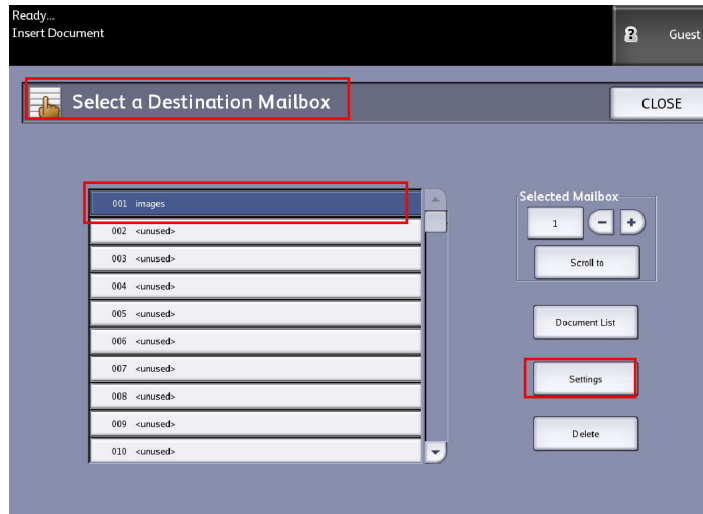 Ready...
Insert Document
Guest
Select a Destination Mailbox
CLOSE
001 images
002 <unused>
003 <unused>
004 <unused>
005 <unused>
006 <unused>
007 <unused>
008 <unused>
009 <unused>
010 <unused>
Selected Mailbox
1 - +
Scroll to
Document List
Settings
Delete